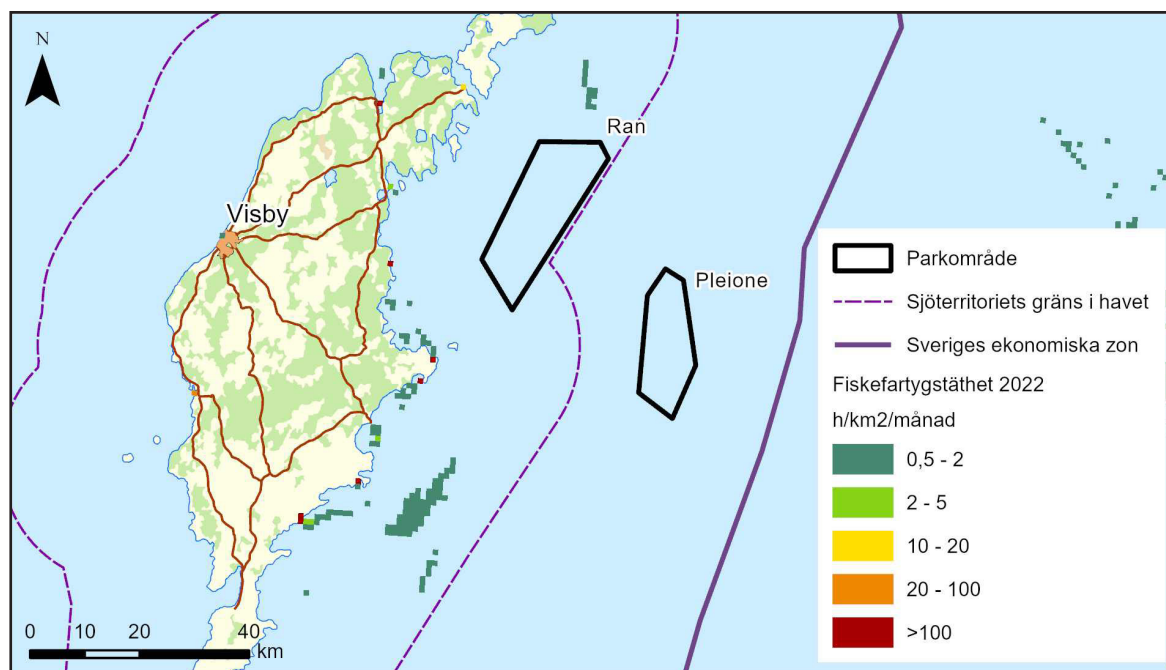 N
Ran
Visby
Pleione
Parkområde
Sjöterritoriets gräns i havet
Sveriges ekonomiska zon
Fiskefartygstäthet 2022
h/km2/månad
0,5 - 2
2 - 5
10 - 20
20 - 100
>100
0 10 20 40
km